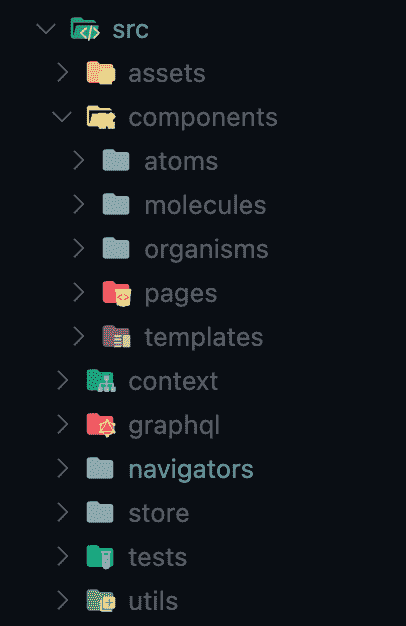 src
assets
components
atoms
molecules
organisms
pages
templates
context
graphql
navigators
store
tests
utils